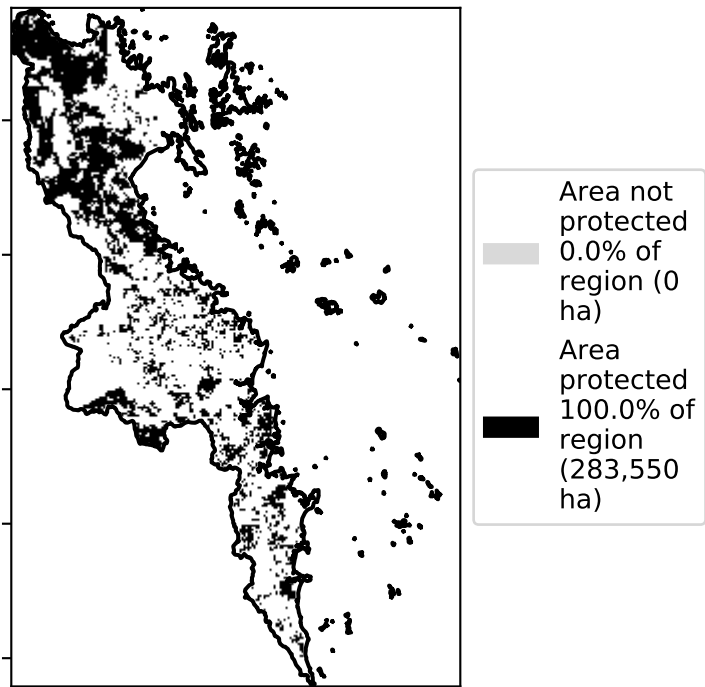 Area not
protected
0.0% of
region (0
ha)
Area
protected
100.0% of
region
(283,550
ha)